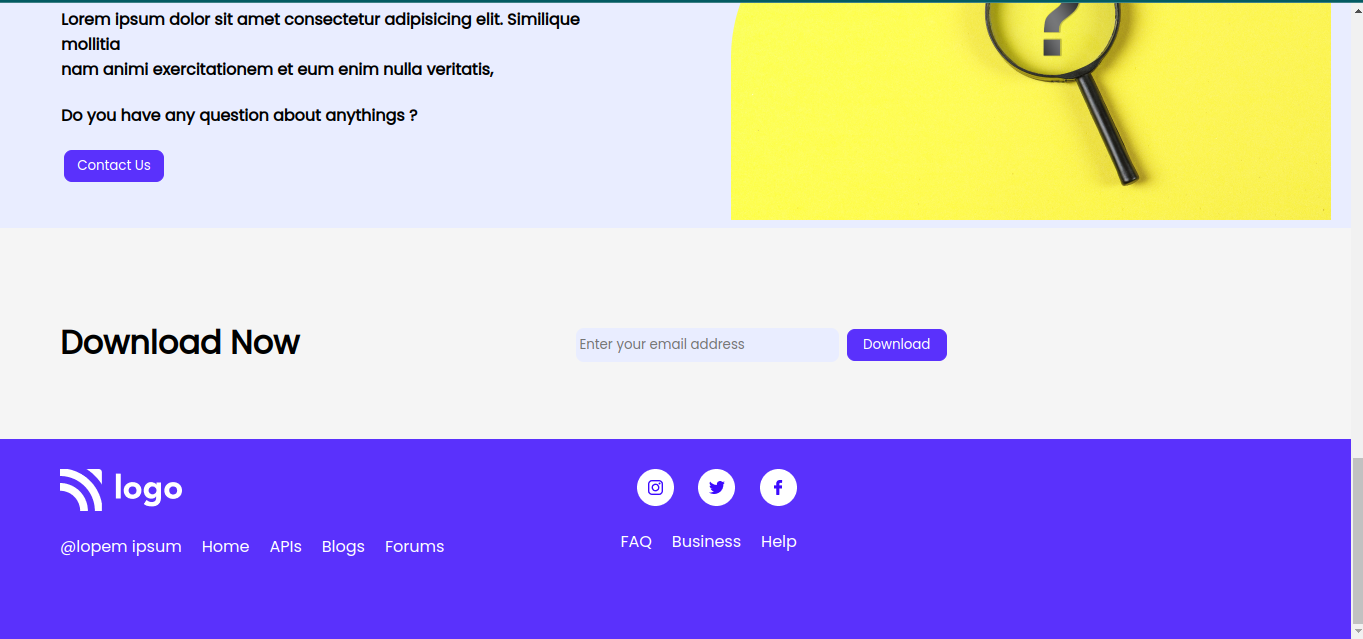 Lorem ipsum dolor sit amet consectetur adipisicing elit. Similique
mollitia
nam animi exercitationem et eum enim nulla veritatis,
Do you have any question about anythings ?
Contact Us
?
Download Now
Enter your email address
Download
logo
@lopem ipsum Home APIs Blogs Forums
FAQ Business Help